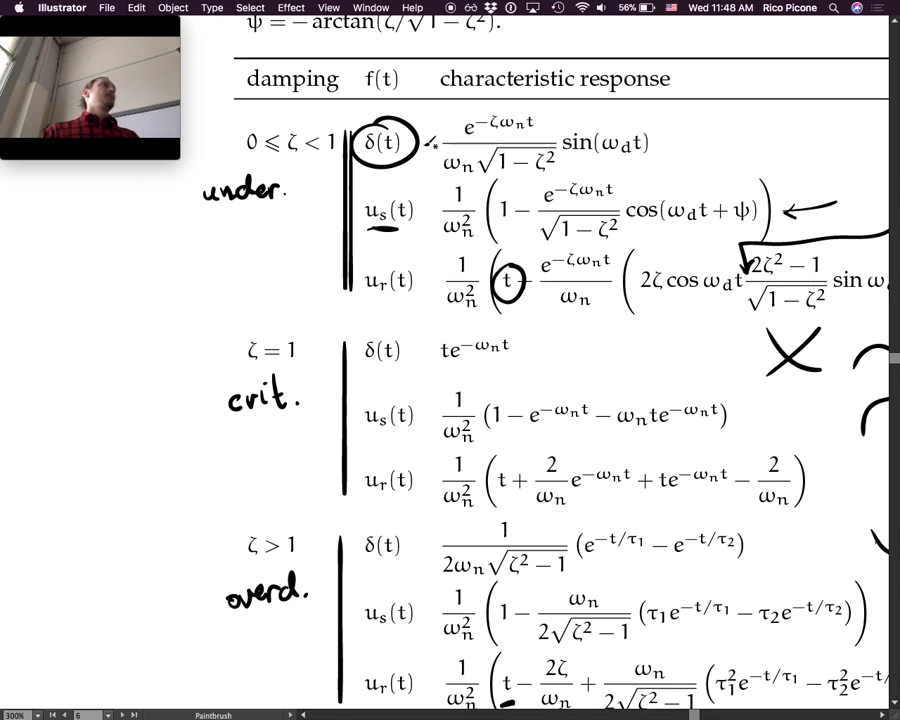 Illustrator File Edit Object Type Select Effect View Window Help 56% Wed 11:48 AM Rico Picone
ψ = − arctan(ζ/√1 − ζ²).
damping f(t) characteristic response
0 ⩽ ζ < 1 δ(t) e^{−ζω_n t} / (ω_n √(1 − ζ²)) sin(ω_d t)
under.
u_s(t) 1/ω_n² (1 − e^{−ζω_n t} / √(1 − ζ²) cos(ω_d t + ψ)) ←
u_r(t) 1/ω_n² (t − e^{−ζω_n t} / ω_n (2ζ cos ω_d t (2ζ² − 1) / √(1 − ζ²) sin ω
ζ = 1 δ(t) te^{−ω_n t}
crit.
u_s(t) 1/ω_n² (1 − e^{−ω_n t} − ω_n te^{−ω_n t})
u_r(t) 1/ω_n² (t + 2/ω_n e^{−ω_n t} + te^{−ω_n t} − 2/ω_n)
ζ > 1 δ(t) 1 / (2ω_n √(ζ² − 1)) (e^{−t/τ_1} − e^{−t/τ_2})
overd.
u_s(t) 1/ω_n² (1 − ω_n / (2√(ζ² − 1)) (τ_1 e^{−t/τ_1} − τ_2 e^{−t/τ_2}))
u_r(t) 1/ω_n² (t − 2ζ/ω_n + ω_n / (2√(ζ² − 1)) (τ_1² e^{−t/τ_1} − τ_2² e^{−t/
300% 6 Paintbrush